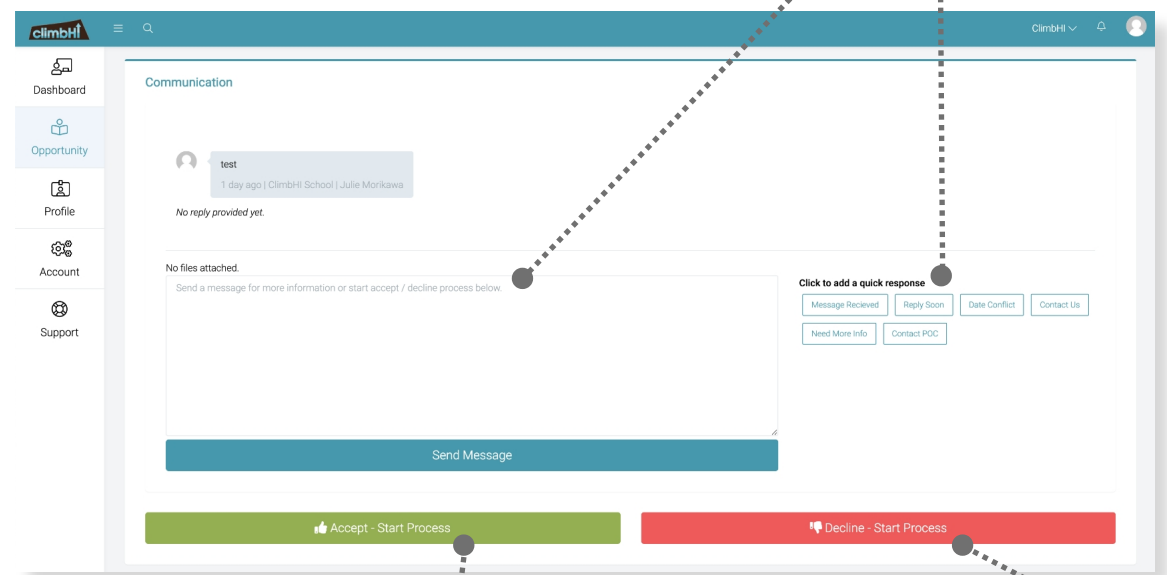 climbHI
ClimbHI
Dashboard
Opportunity
Profile
Account
Support
Communication
test
1 day ago | ClimbHI School | Julie Morikawa
No reply provided yet.
No files attached.
Send a message for more information or start accept / decline process below.
Click to add a quick response
Message Recieved
Reply Soon
Date Conflict
Contact Us
Need More Info
Contact POC
Send Message
Accept - Start Process
Decline - Start Process